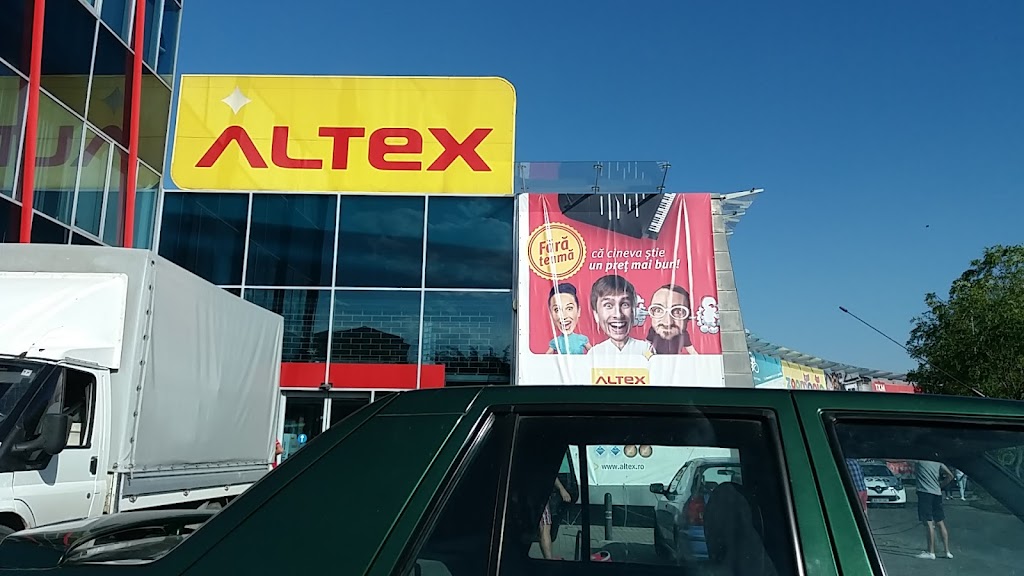 ALTEX
Fără
teamă
că cineva știe
un preț mai bun!
ALTEX
www.altex.ro